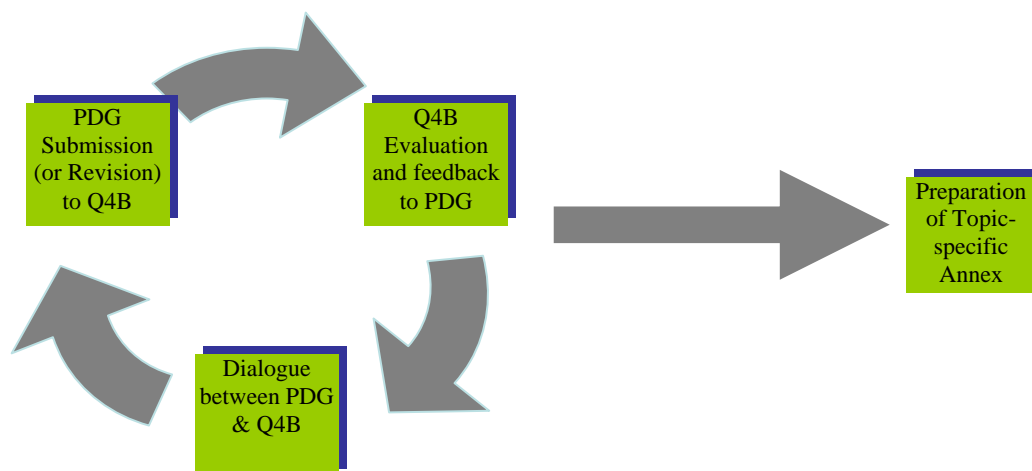 PDG
Submission
(or Revision)
to Q4B
Q4B
Evaluation
and feedback
to PDG
Dialogue
between PDG
& Q4B
Preparation
of Topic-
specific
Annex